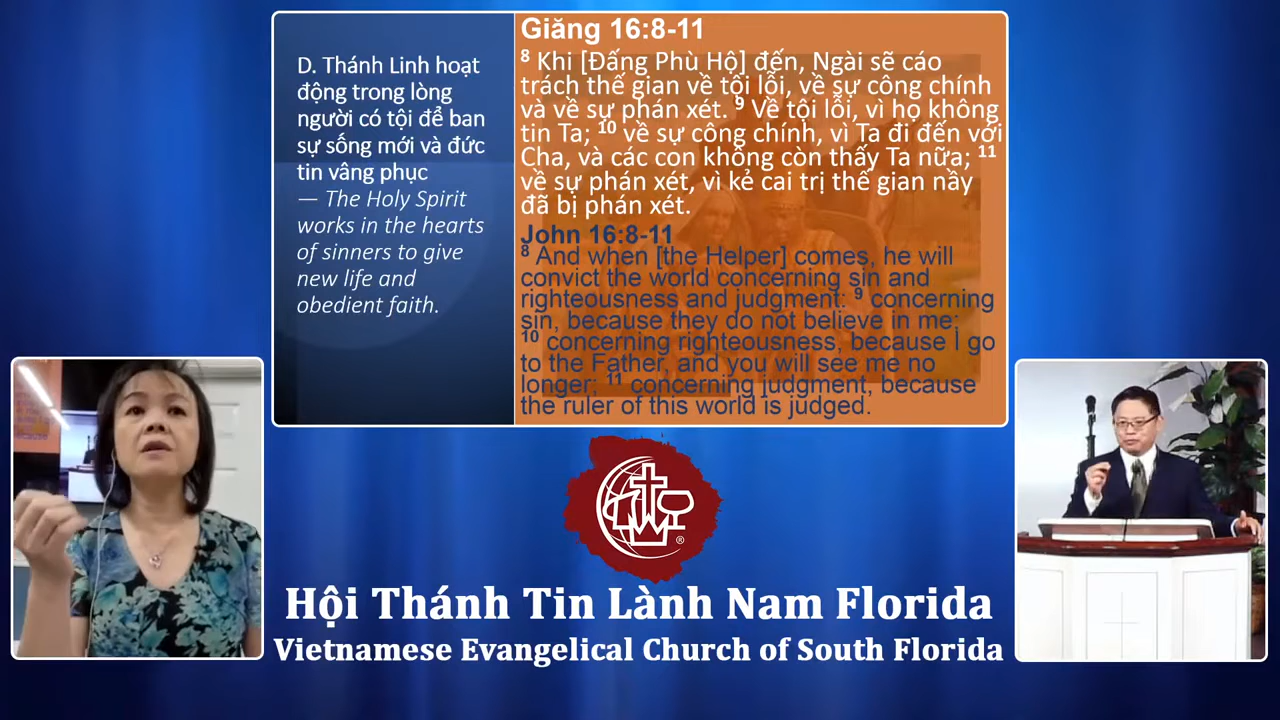 D. Thánh Linh hoạt
động trong lòng
người có tội để ban
sự sống mới và đức
tin vâng phục
— The Holy Spirit
works in the hearts
of sinners to give
new life and
obedient faith.
Giăng 16:8-11
8 Khi [Đấng Phù Hộ] đến, Ngài sẽ cáo
trách thế gian về tội lỗi, về sự công chính
và về sự phán xét. 9 Về tội lỗi, vì họ không
tin Ta; 10 về sự công chính, vì Ta đi đến với
Cha, và các con không còn thấy Ta nữa; 11
về sự phán xét, vì kẻ cai trị thế gian nầy
đã bị phán xét.
John 16:8-11
8 And when [the Helper] comes, he will
convict the world concerning sin and
righteousness and judgment: 9 concerning
sin, because they do not believe in me;
10 concerning righteousness, because I go
to the Father, and you will see me no
longer; 11 concerning judgment, because
the ruler of this world is judged.
®
Hội Thánh Tin Lành Nam Florida
Vietnamese Evangelical Church of South Florida